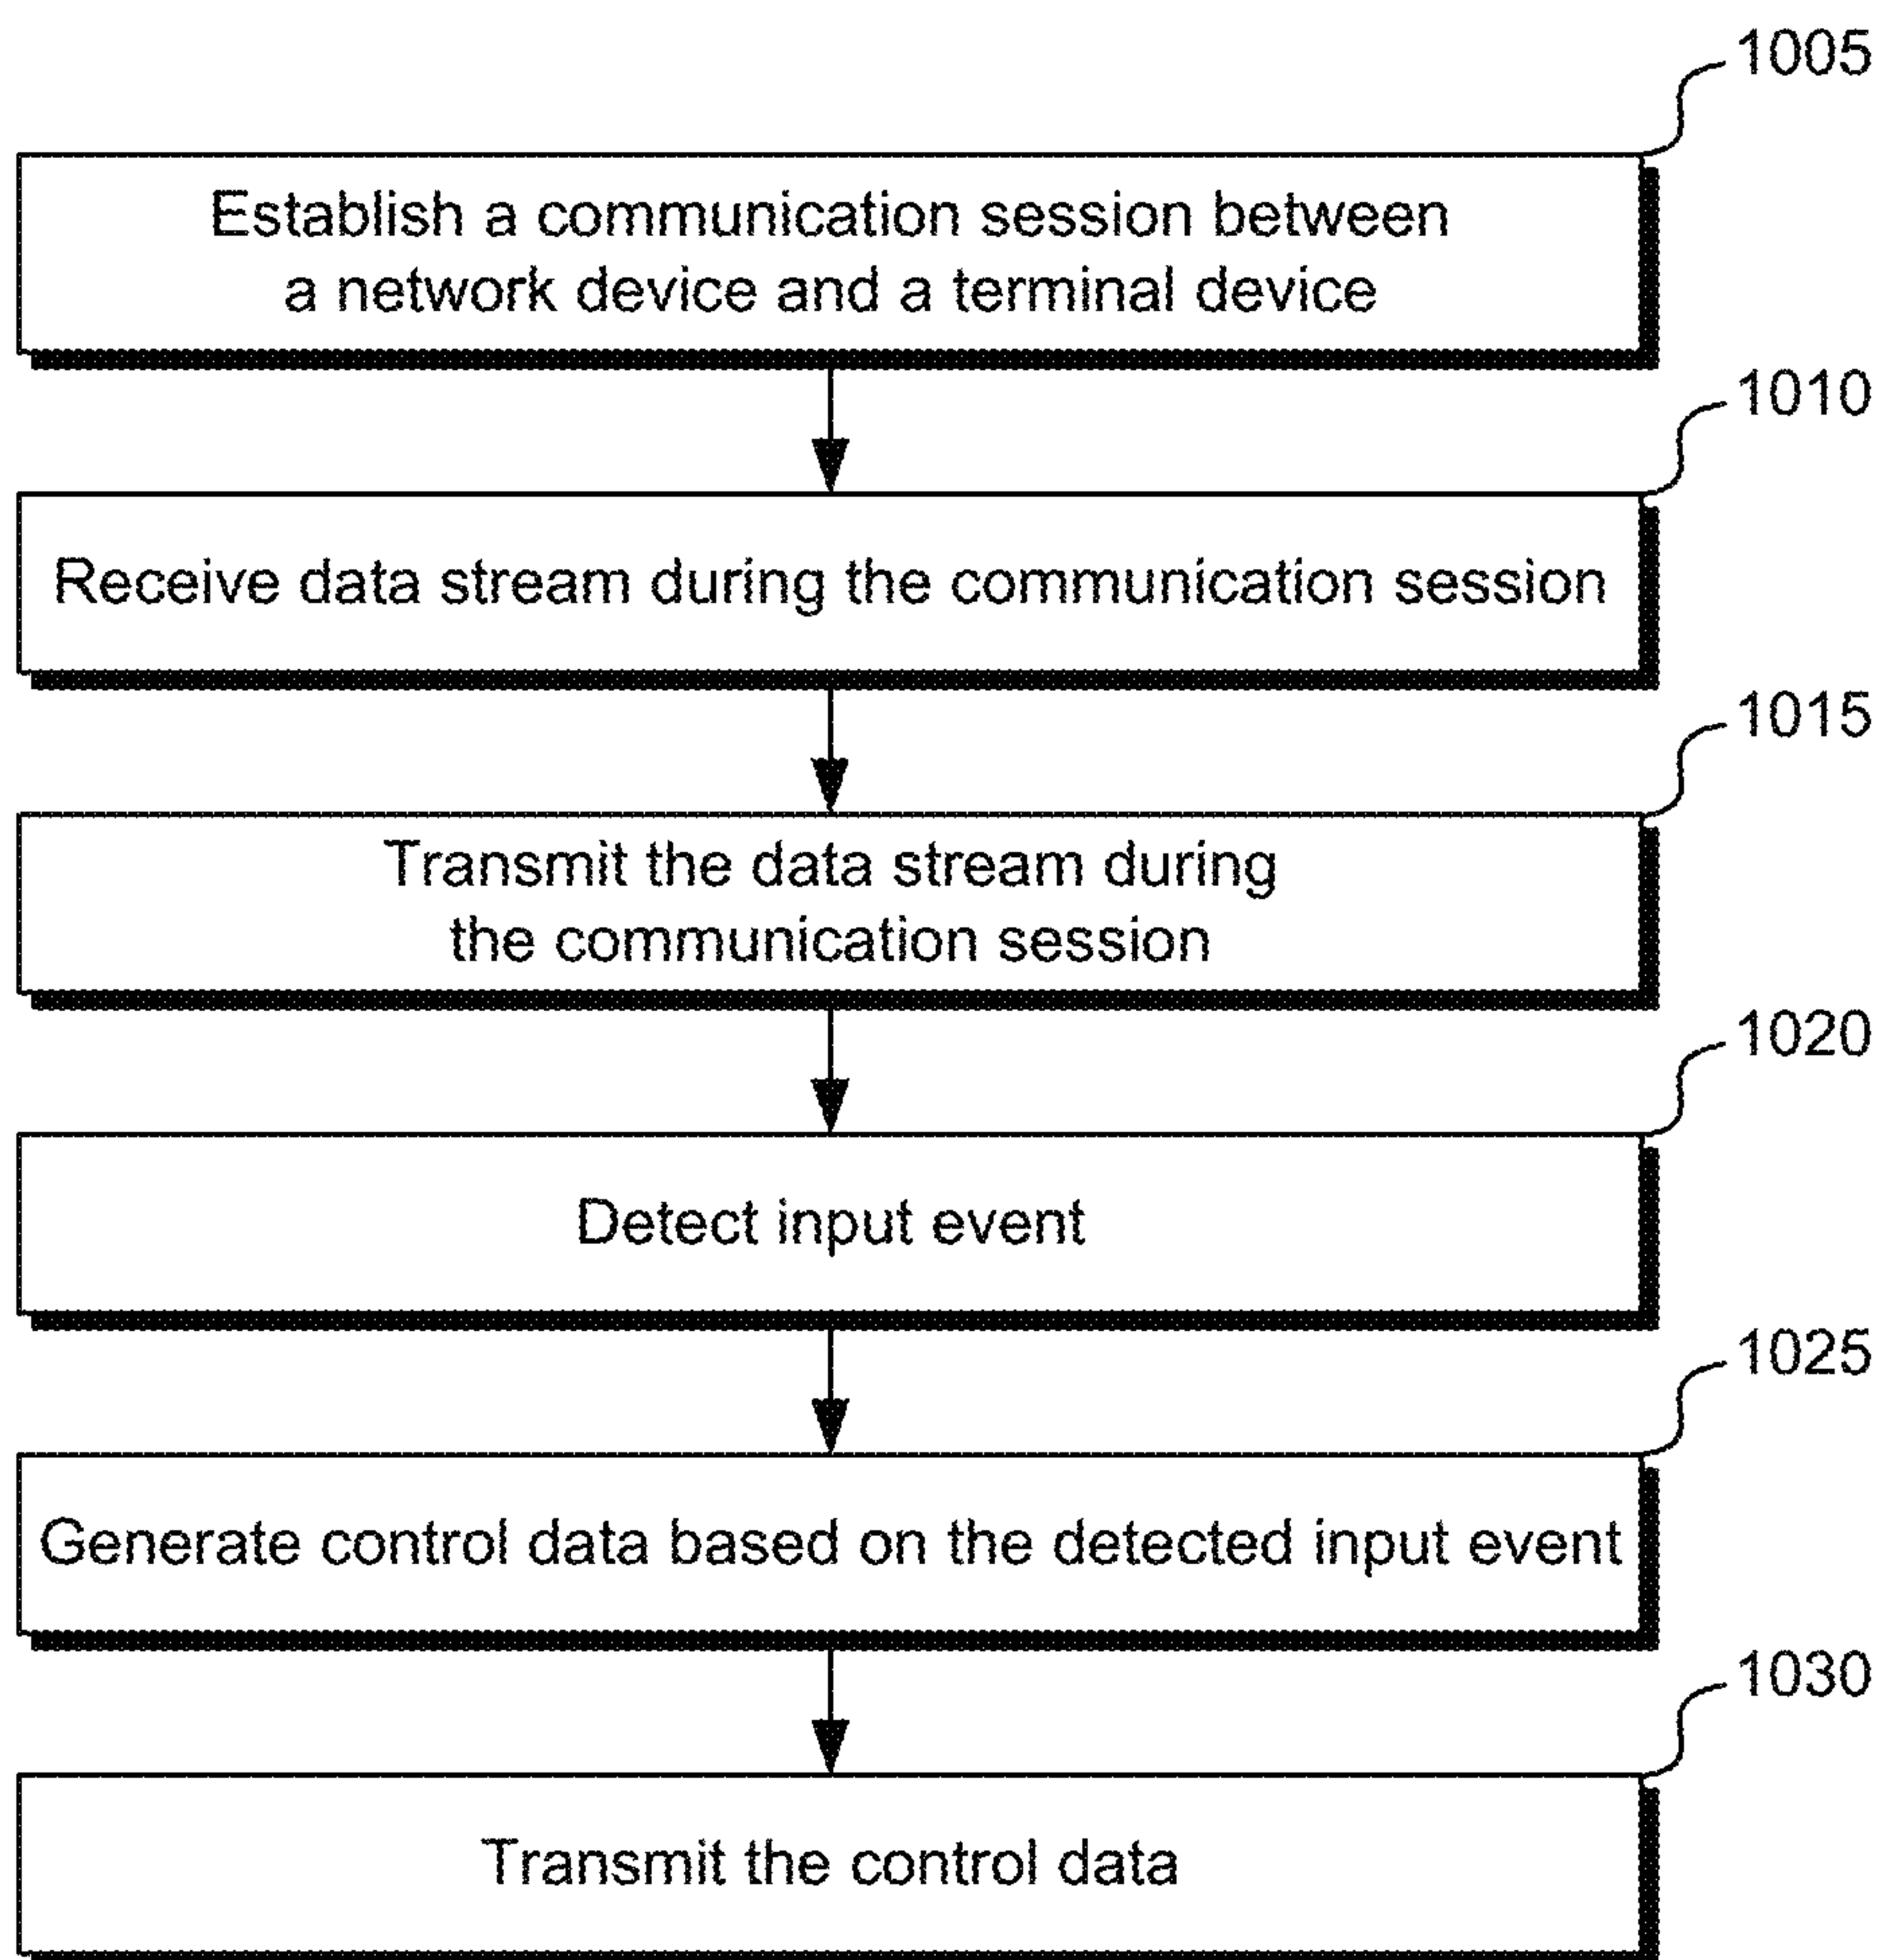 1005
Establish a communication session between
a network device and a terminal device
1010
Receive data stream during the communication session
1015
Transmit the data stream during
the communication session
1020
Detect input event
1025
Generate control data based on the detected input event
1030
Transmit the control data